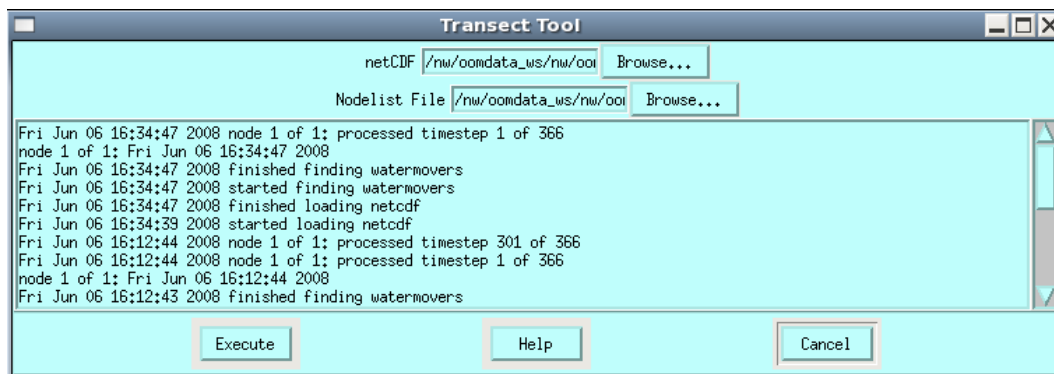 Transect Tool
netCDF /nw/oomdata_ws/nw/oom Browse...
Nodelist File /nw/oomdata_ws/nw/oom Browse...
Fri Jun 06 16:34:47 2008 node 1 of 1: processed timestep 1 of 366
node 1 of 1: Fri Jun 06 16:34:47 2008
Fri Jun 06 16:34:47 2008 finished finding watermovers
Fri Jun 06 16:34:47 2008 started finding watermovers
Fri Jun 06 16:34:47 2008 finished loading netcdf
Fri Jun 06 16:34:39 2008 started loading netcdf
Fri Jun 06 16:12:44 2008 node 1 of 1: processed timestep 301 of 366
Fri Jun 06 16:12:44 2008 node 1 of 1: processed timestep 1 of 366
node 1 of 1: Fri Jun 06 16:12:44 2008
Fri Jun 06 16:12:43 2008 finished finding watermovers
Execute Help Cancel